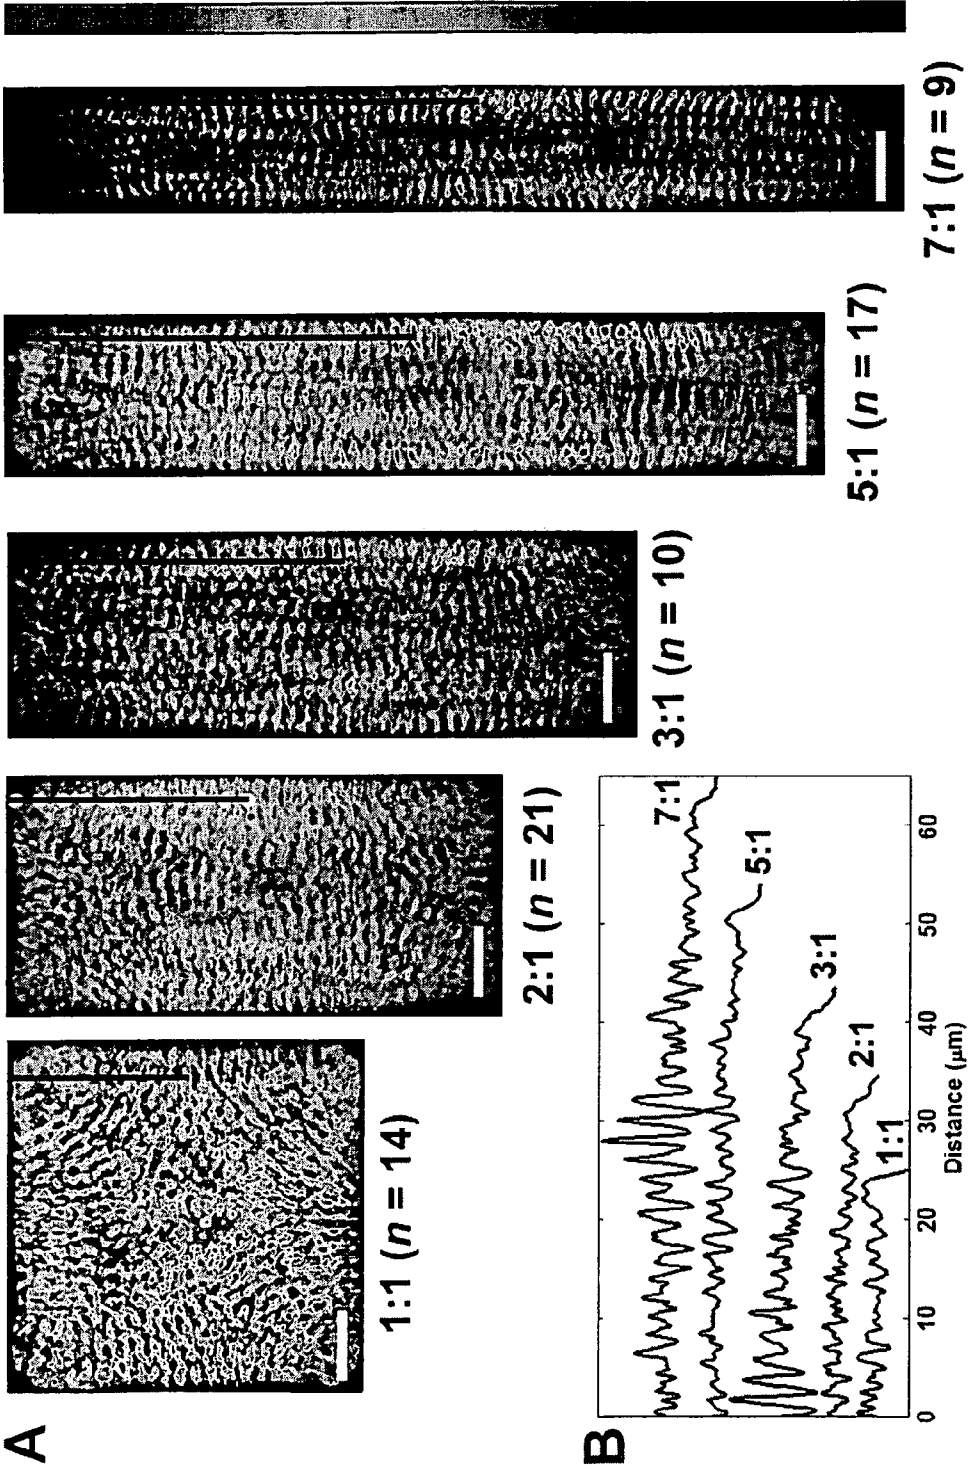 A
1:1 (n = 14)
2:1 (n = 21)
3:1 (n = 10)
5:1 (n = 17)
7:1 (n = 9)
B
7:1
5:1
3:1
2:1
1:1
0 10 20 30 40 50 60
Distance (μm)